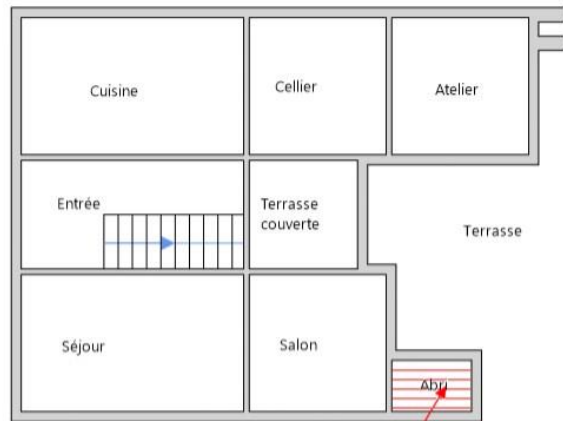 Cuisine
Cellier
Atelier
Entrée
Terrasse
couverte
Terrasse
Séjour
Salon
Abri